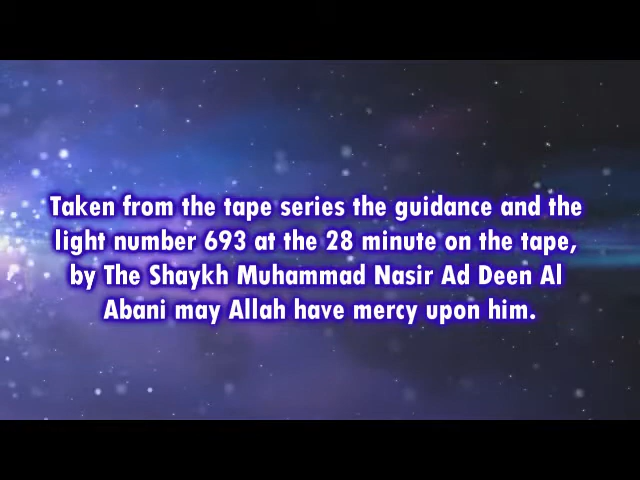 Taken from the tape series the guidance and the
light number 693 at the 28 minute on the tape,
by The Shaykh Muhammad Nasir Ad Deen Al
Abani may Allah have mercy upon him.